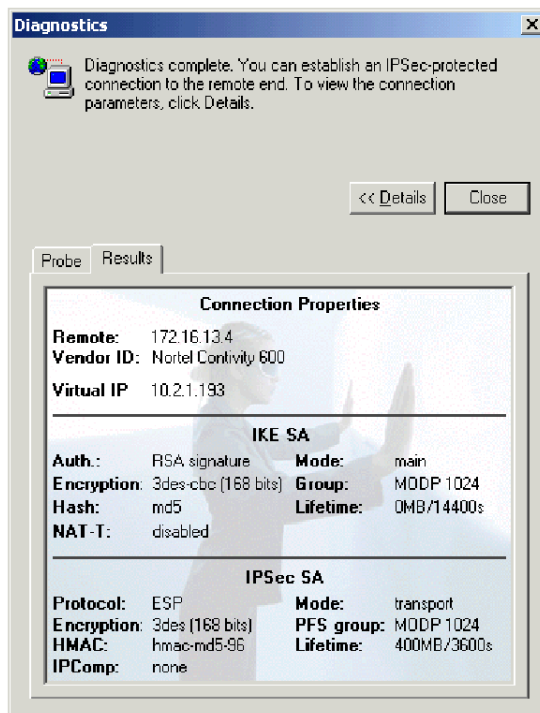 Diagnostics
Diagnostics complete. You can establish an IPSec-protected
connection to the remote end. To view the connection
parameters, click Details.
<< Details Close
Probe Results
Connection Properties
Remote: 172.16.13.4
Vendor ID: Nortel Contivity 600
Virtual IP 10.2.1.193
IKE SA
Auth.: RSA signature Mode: main
Encryption: 3des-cbc (168 bits) Group: MODP 1024
Hash: md5 Lifetime: 0MB/14400s
NAT-T: disabled
IPSec SA
Protocol: ESP Mode: transport
Encryption: 3des (168 bits) PFS group: MODP 1024
HMAC: hmac-md5-96 Lifetime: 400MB/3600s
IPComp: none